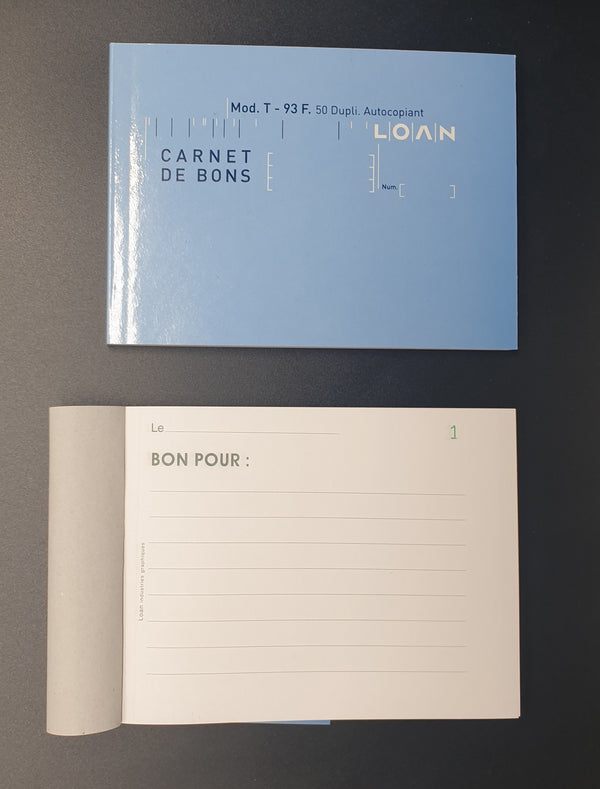 Mod. T - 93 F. 50 Dupli. Autocopiant
LOAN
CARNET
DE BONS
Num.
Le
1
BON POUR :
Loan industries graphiques